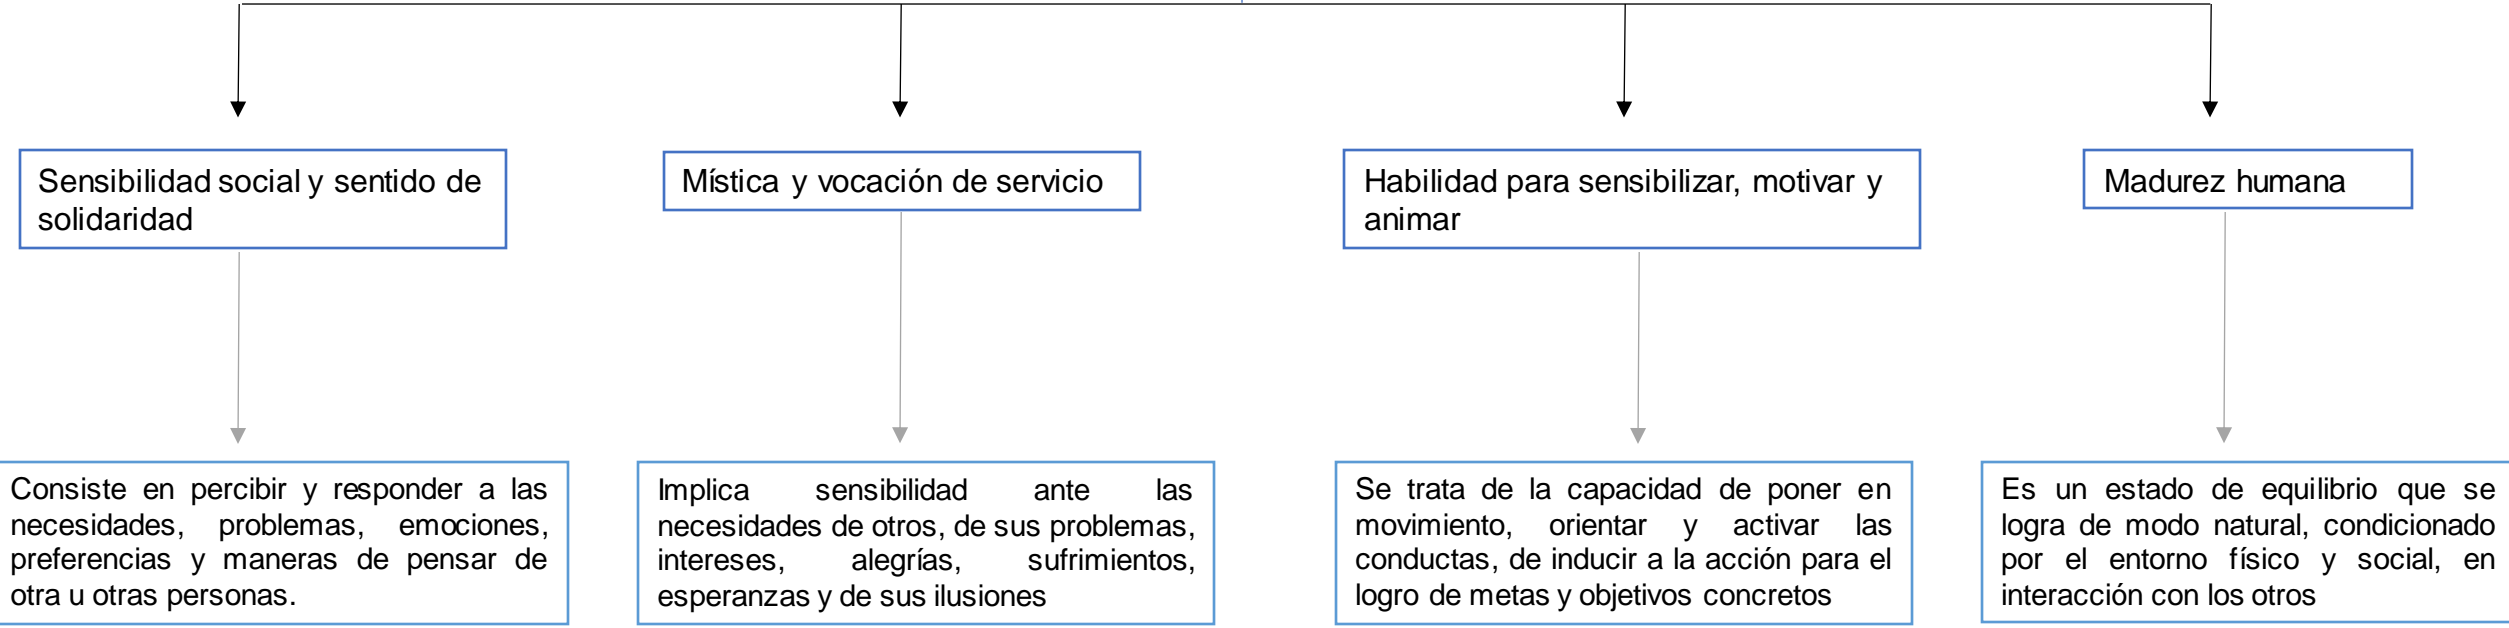 Sensibilidad social y sentido de
solidaridad
Mística y vocación de servicio
Habilidad para sensibilizar, motivar y
animar
Madurez humana
Consiste en percibir y responder a las
necesidades, problemas, emociones,
preferencias y maneras de pensar de
otra u otras personas.
Implica sensibilidad ante las
necesidades de otros, de sus problemas,
intereses, alegrías, sufrimientos,
esperanzas y de sus ilusiones
Se trata de la capacidad de poner en
movimiento, orientar y activar las
conductas, de inducir a la acción para el
logro de metas y objetivos concretos
Es un estado de equilibrio que se
logra de modo natural, condicionado
por el entorno físico y social, en
interacción con los otros